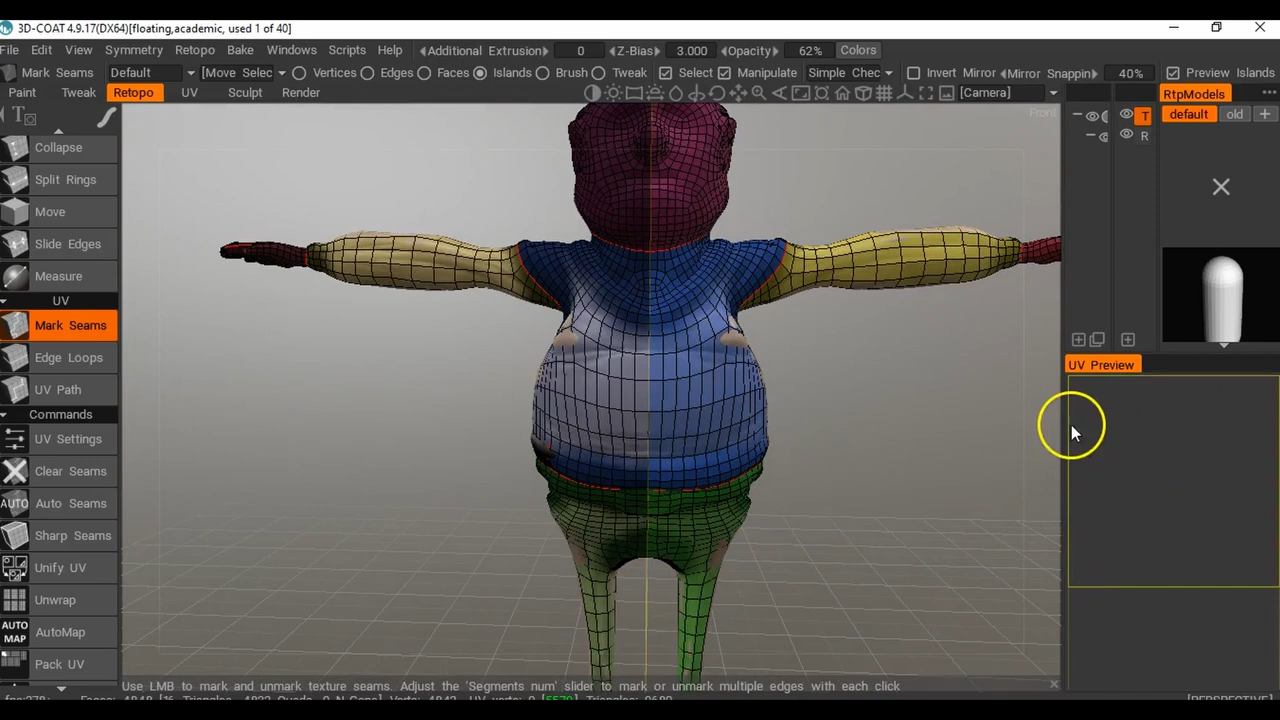 3D-COAT 4.9.17(DX64)[floating,academic, used 1 of 40]
File Edit View Symmetry Retopo Bake Windows Scripts Help Additional Extrusion 0 Z-Bias 3.000 Opacity 62% Colors
Mark Seams Default [Move Selec Vertices Edges Faces Islands Brush Tweak Select Manipulate Simple Chec Invert Mirror Mirror Snappin 40% Preview Islands
Paint Tweak Retopo UV Sculpt Render [Camera] RtpModels
Front
default old +
T
R
Collapse
Split Rings
Move
Slide Edges
Measure
UV
Mark Seams
Edge Loops
UV Path
Commands
UV Settings
Clear Seams
AUTO Auto Seams
Sharp Seams
Unify UV
Unwrap
AUTO MAP AutoMap
Pack UV
UV Preview
Use LMB to mark and unmark texture seams. Adjust the 'Segments num' slider to mark or unmark multiple edges with each click
[PERSPECTIVE]